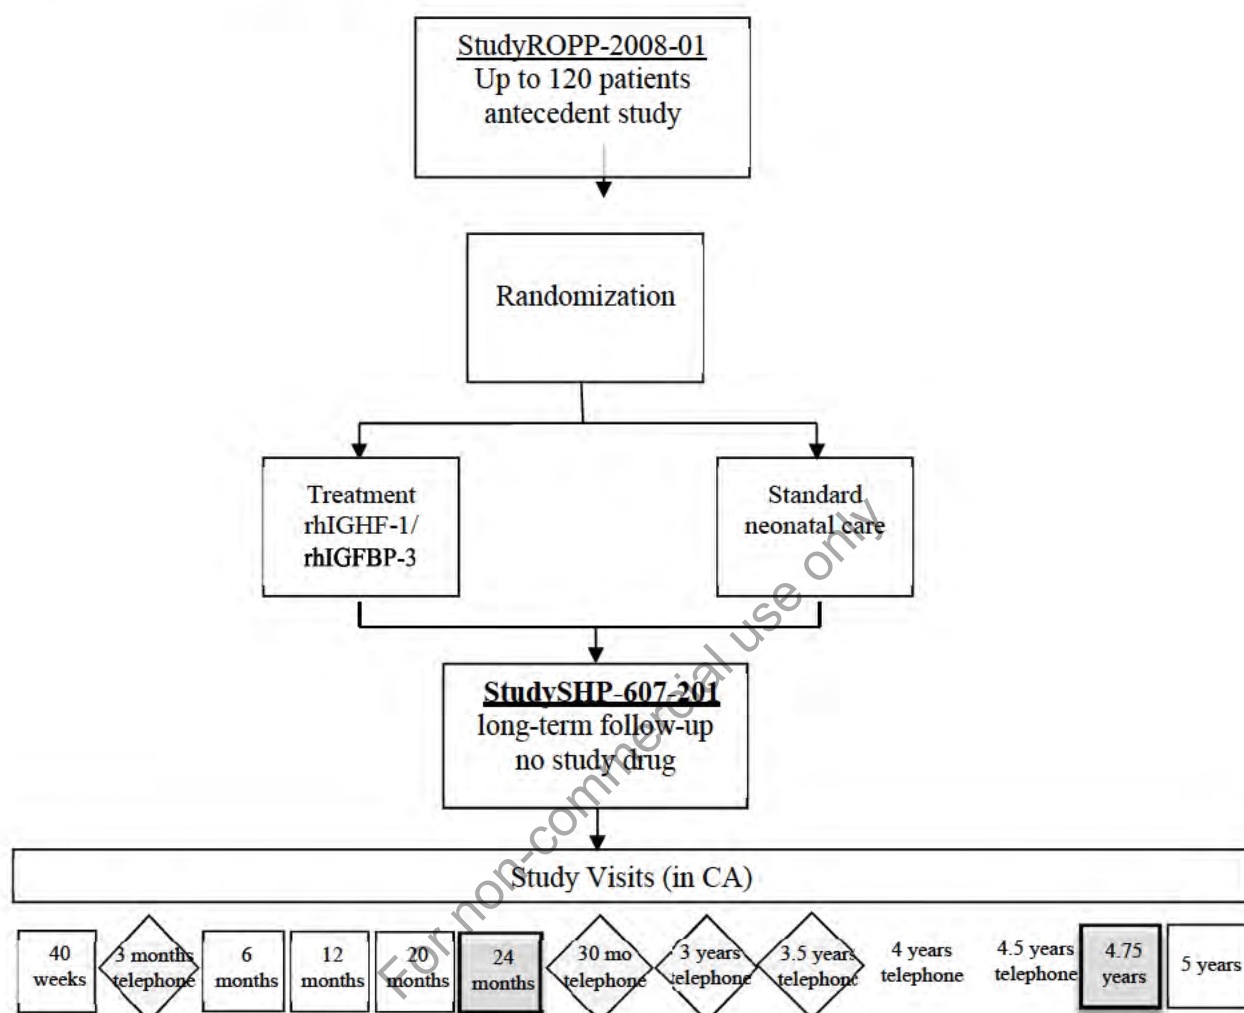 StudyROPP-2008-01
Up to 120 patients
antecedent study
Randomization
Treatment
rhIGHF-1/
rhIGFBP-3
Standard
neonatal care
StudySHP-607-201
long-term follow-up
no study drug
Study Visits (in CA)
40
weeks
3 months
telephone
6
months
12
months
20
months
24
months
30 mo
telephone
3 years
telephone
3.5 years
telephone
4 years
telephone
4.5 years
telephone
4.75
years
5 years
For non-commercial use only